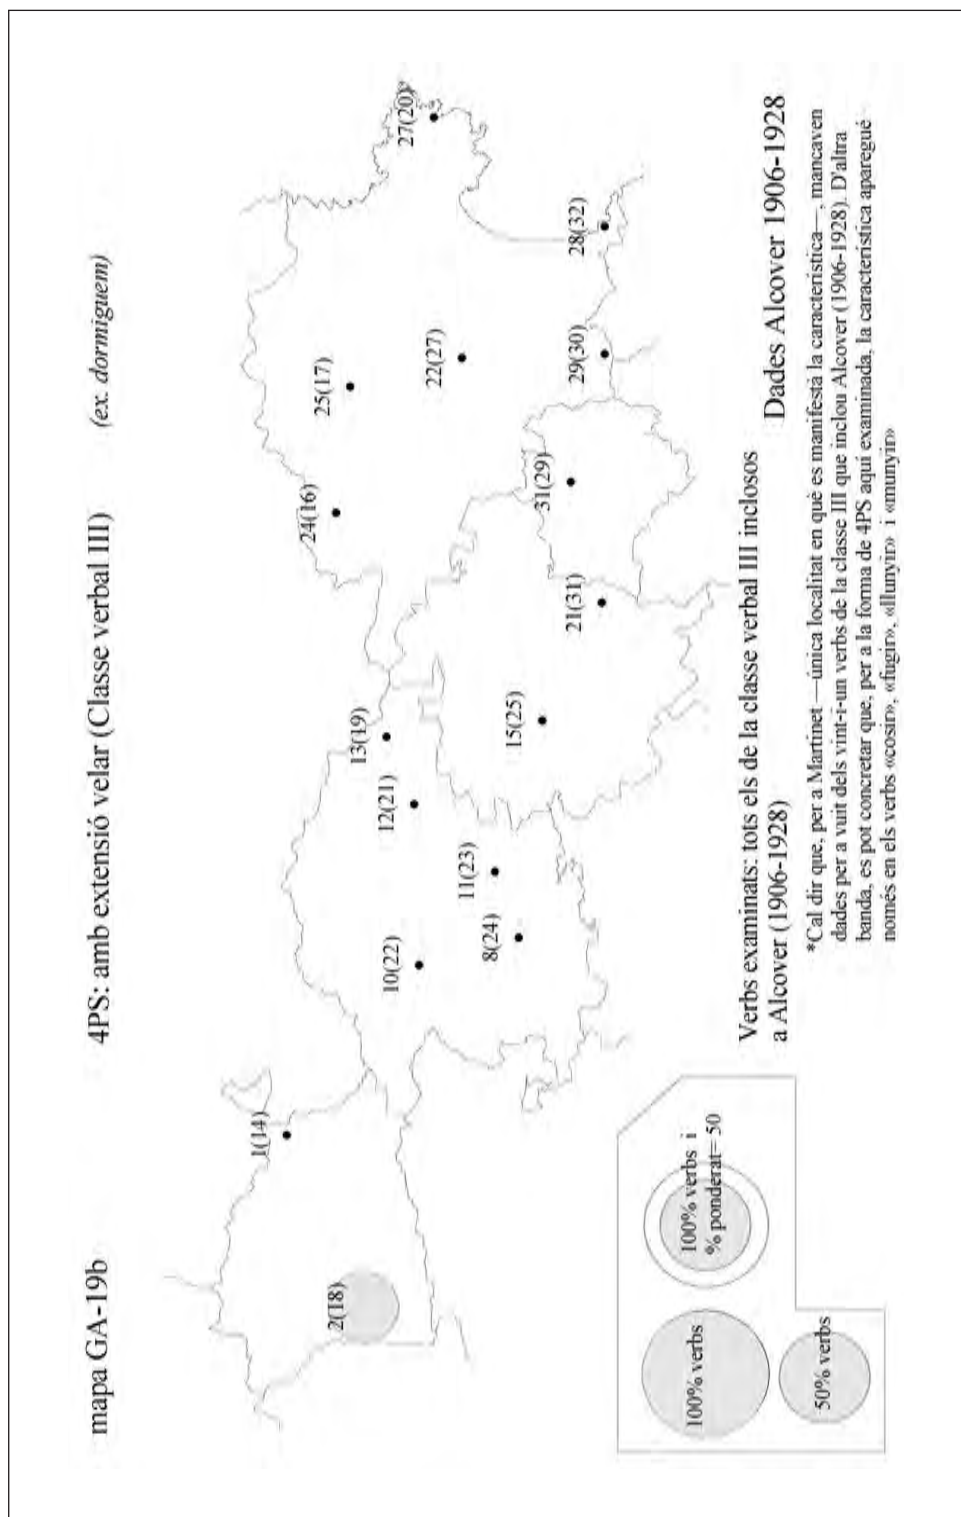 mapa GA-19b
4PS: amb extensió velar (Classe verbal III)
(ex. dormiguem)
1(14)
2(18)
10(22)
8(24)
11(23)
12(21)
13(19)
15(25)
21(31)
24(16)
25(17)
22(27)
27(20)
28(32)
29(30)
31(29)
100% verbs
50% verbs
100% verbs i
% ponderat= 50
Verbs examinats: tots els de la classe verbal III inclosos
a Alcover (1906-1928)
Dades Alcover 1906-1928
*Cal dir que, per a Martinet —única localitat en què es manifestà la característica—, mancaven
dades per a vuit dels vint-i-un verbs de la classe III que inclou Alcover (1906-1928). D'altra
banda, es pot concretar que, per a la forma de 4PS aquí examinada, la característica aparegué
només en els verbs «cosir», «fugir», «llunyir» i «munyir»